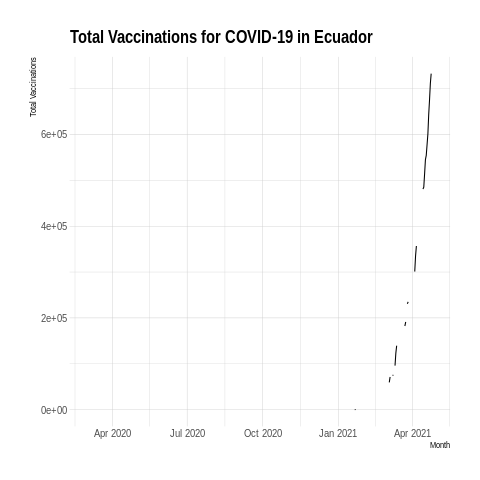 Total Vaccinations for COVID-19 in Ecuador
Total Vaccinations
6e+05
4e+05
2e+05
0e+00
Apr 2020 Jul 2020 Oct 2020 Jan 2021 Apr 2021
Month